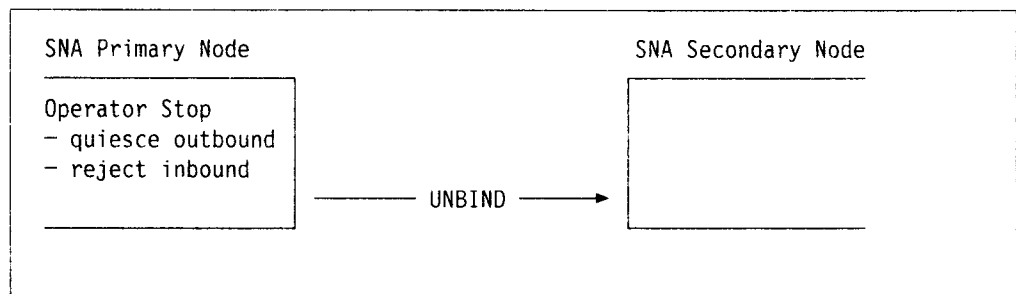 SNA Primary Node
SNA Secondary Node
Operator Stop
— quiesce outbound
— reject inbound
UNBIND